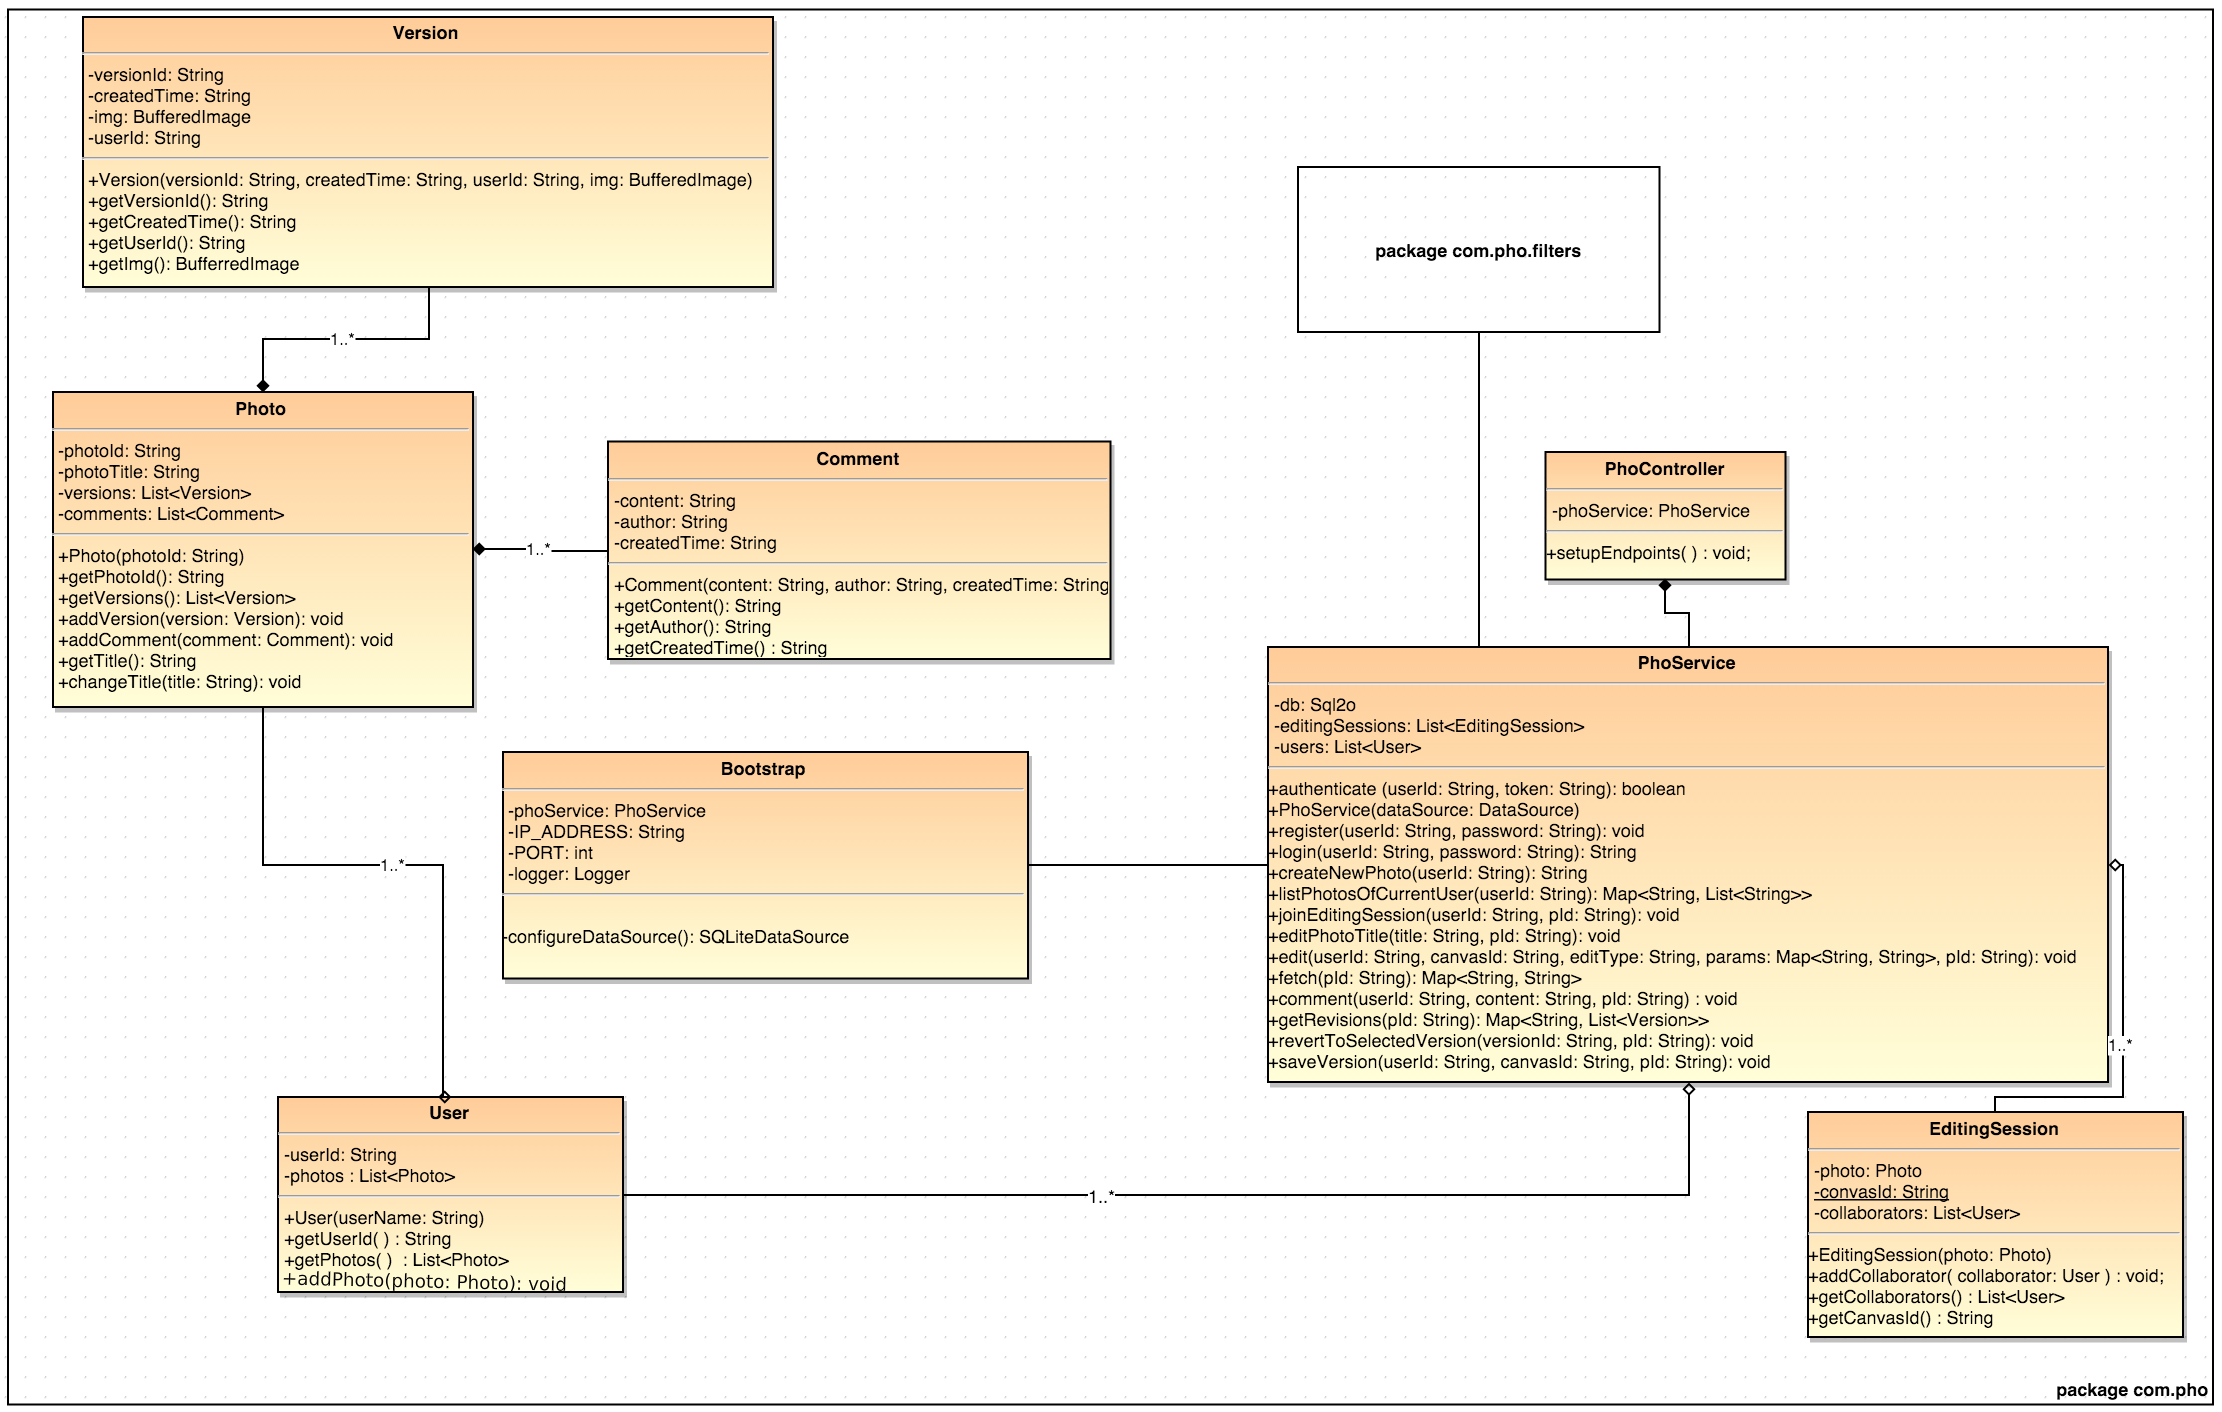 Version
-versionId: String
-createdTime: String
-img: BufferedImage
-userId: String
+Version(versionId: String, createdTime: String, userId: String, img: BufferedImage)
+getVersionId(): String
+getCreatedTime(): String
+getUserId(): String
+getImg(): BufferredImage
1..*
package com.pho.filters
Photo
-photoId: String
-photoTitle: String
-versions: List<Version>
-comments: List<Comment>
+Photo(photoId: String)
+getPhotoId(): String
+getVersions(): List<Version>
+addVersion(version: Version): void
+addComment(comment: Comment): void
+getTitle(): String
+changeTitle(title: String): void
1..*
Comment
-content: String
-author: String
-createdTime: String
+Comment(content: String, author: String, createdTime: String
+getContent(): String
+getAuthor(): String
+getCreatedTime() : String
PhoController
-phoService: PhoService
+setupEndpoints( ) : void;
PhoService
-db: Sql2o
-editingSessions: List<EditingSession>
-users: List<User>
+authenticate (userId: String, token: String): boolean
+PhoService(dataSource: DataSource)
+register(userId: String, password: String): void
+login(userId: String, password: String): String
+createNewPhoto(userId: String): String
+listPhotosOfCurrentUser(userId: String): Map<String, List<String>>
+joinEditingSession(userId: String, pId: String): void
+editPhotoTitle(title: String, pId: String): void
+edit(userId: String, canvasId: String, editType: String, params: Map<String, String>, pId: String): void
+fetch(pId: String): Map<String, String>
+comment(userId: String, content: String, pId: String) : void
+getRevisions(pId: String): Map<String, List<Version>>
+revertToSelectedVersion(versionId: String, pId: String): void
+saveVersion(userId: String, canvasId: String, pId: String): void
Bootstrap
-phoService: PhoService
-IP_ADDRESS: String
-PORT: int
-logger: Logger
-configureDataSource(): SQLiteDataSource
1..*
1..*
User
-userId: String
-photos : List<Photo>
+User(userName: String)
+getUserId( ) : String
+getPhotos( ) : List<Photo>
+addPhoto(photo: Photo): void
1..*
EditingSession
-photo: Photo
-convasId: String
-collaborators: List<User>
+EditingSession(photo: Photo)
+addCollaborator( collaborator: User ) : void;
+getCollaborators() : List<User>
+getCanvasId() : String
package com.pho